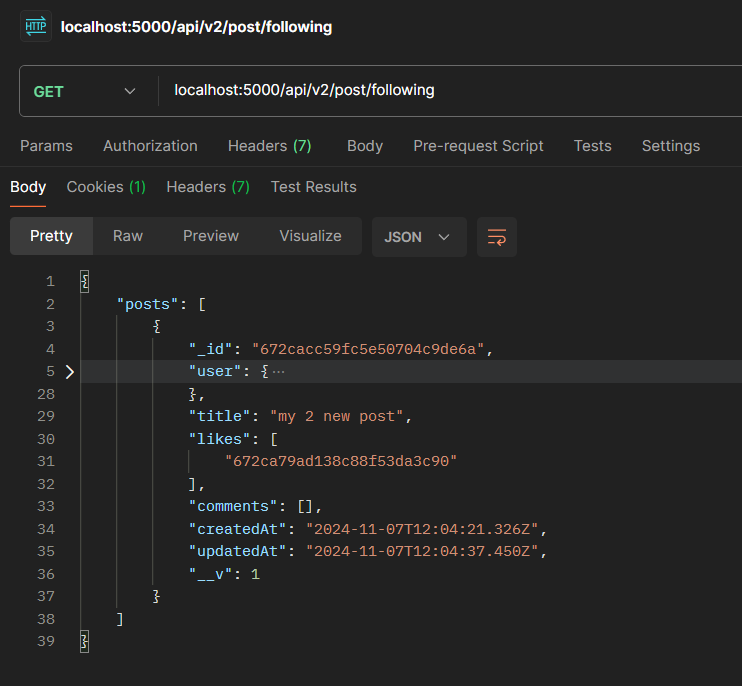 HTTP localhost:5000/api/v2/post/following
GET localhost:5000/api/v2/post/following
Params Authorization Headers (7) Body Pre-request Script Tests Settings
Body Cookies (1) Headers (7) Test Results
Pretty Raw Preview Visualize JSON
1 {
2 "posts": [
3 {
4 "_id": "672cacc59fc5e50704c9de6a",
5 "user": {···
28 },
29 "title": "my 2 new post",
30 "likes": [
31 "672ca79ad138c88f53da3c90"
32 ],
33 "comments": [],
34 "createdAt": "2024-11-07T12:04:21.326Z",
35 "updatedAt": "2024-11-07T12:04:37.450Z",
36 "__v": 1
37 }
38 ]
39 }